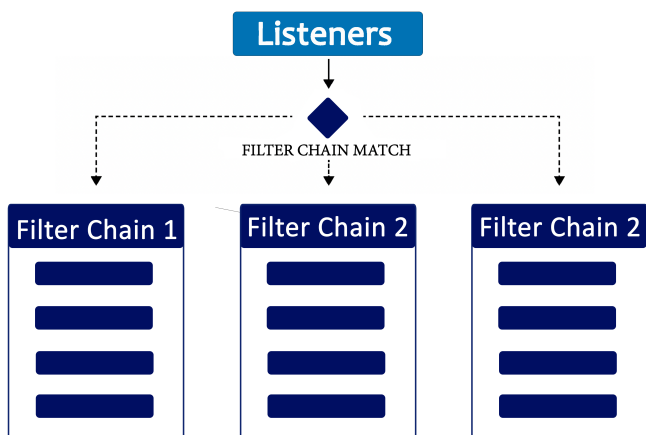 Listeners
FILTER CHAIN MATCH
Filter Chain 1
Filter Chain 2
Filter Chain 2